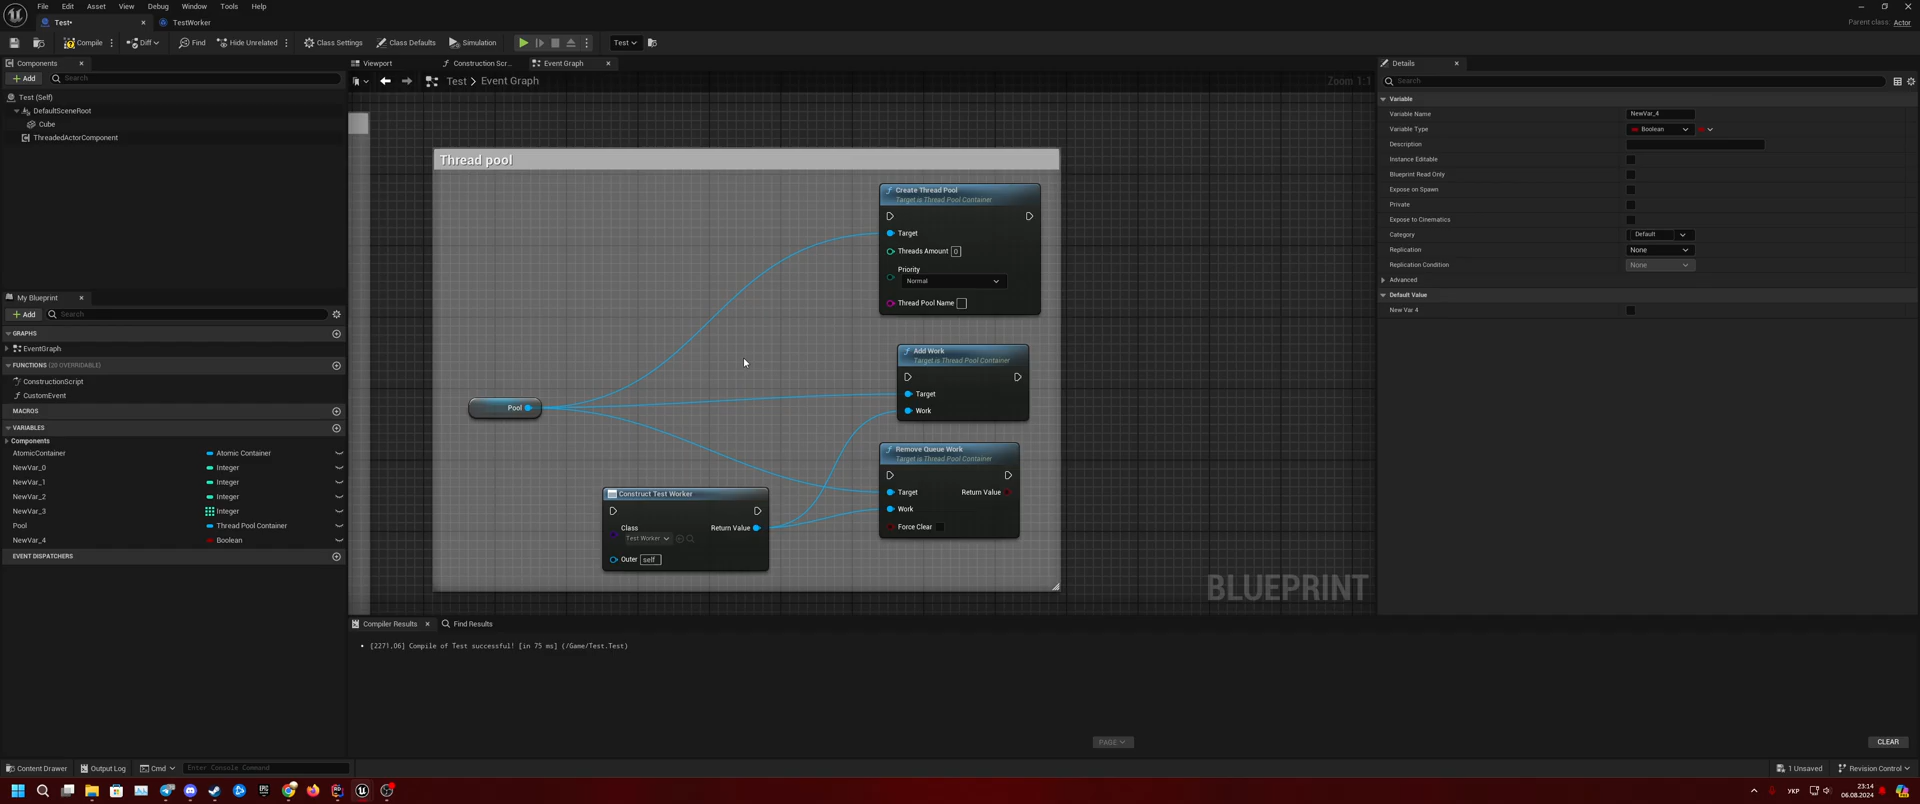 File Edit Asset View Debug Window Tools Help
Test• TestWorker
Parent class: Actor
Compile Diff Find Hide Unrelated Class Settings Class Defaults Simulation Test
Components
Add Search
Test (Self)
DefaultSceneRoot
Cube
ThreadedActorComponent
My Blueprint
Add Search
GRAPHS
EventGraph
FUNCTIONS (20 OVERRIDABLE)
ConstructionScript
CustomEvent
MACROS
VARIABLES
Components
AtomicContainer Atomic Container
NewVar_0 Integer
NewVar_1 Integer
NewVar_2 Integer
NewVar_3 Integer
Pool Thread Pool Container
NewVar_4 Boolean
EVENT DISPATCHERS
Viewport Construction Scr... Event Graph
Test > Event Graph
Zoom 1:1
Thread pool
Create Thread Pool
Target is Thread Pool Container
Target
Threads Amount 0
Priority
Normal
Thread Pool Name
Add Work
Target is Thread Pool Container
Target
Work
Pool
Remove Queue Work
Target is Thread Pool Container
Target Return Value
Work
Force Clear
Construct Test Worker
Class Return Value
Test Worker
Outer self
BLUEPRINT
Compiler Results Find Results
• [2271,06] Compile of Test successful! [in 75 ms] (/Game/Test.Test)
PAGE CLEAR
Details
Search
Variable
Variable Name NewVar_4
Variable Type Boolean
Description
Instance Editable
Blueprint Read Only
Expose on Spawn
Private
Expose to Cinematics
Category Default
Replication None
Replication Condition None
Advanced
Default Value
New Var 4
Content Drawer Output Log Cmd Enter Console Command
1 Unsaved Revision Control
EPIC
УКР
23:14
06.08.2024